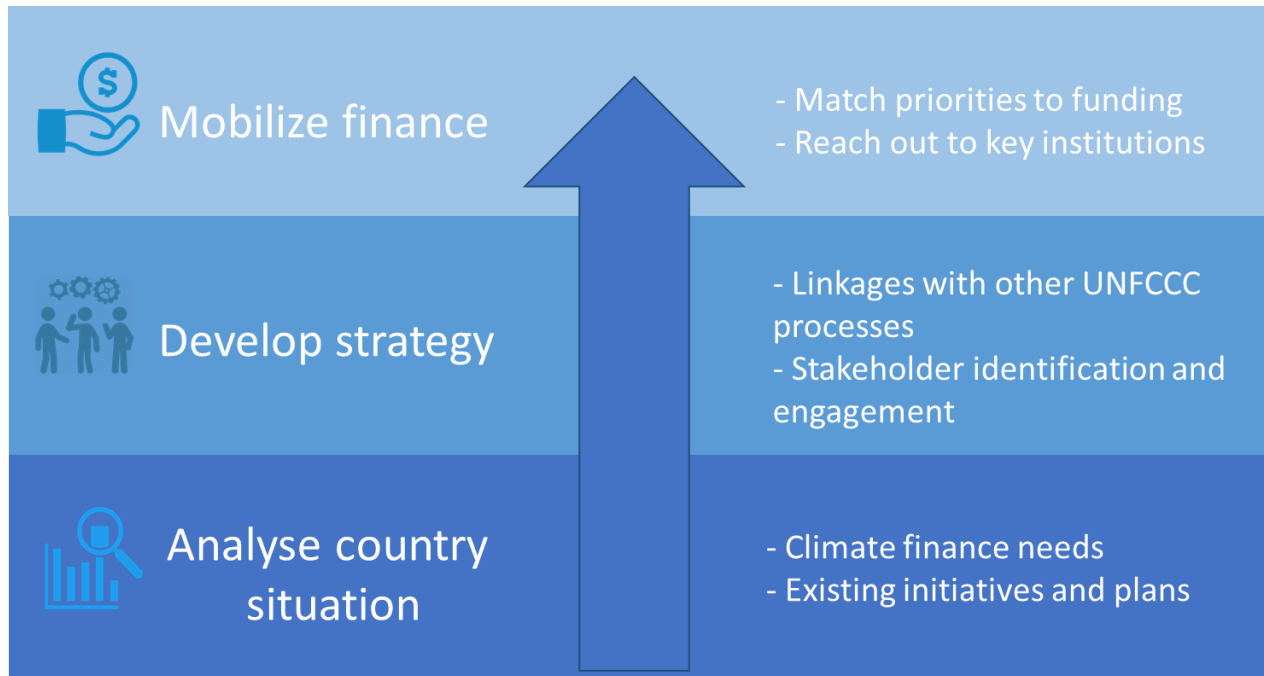 $
Mobilize finance
- Match priorities to funding
- Reach out to key institutions
Develop strategy
- Linkages with other UNFCCC
processes
- Stakeholder identification and
engagement
Analyse country
situation
- Climate finance needs
- Existing initiatives and plans